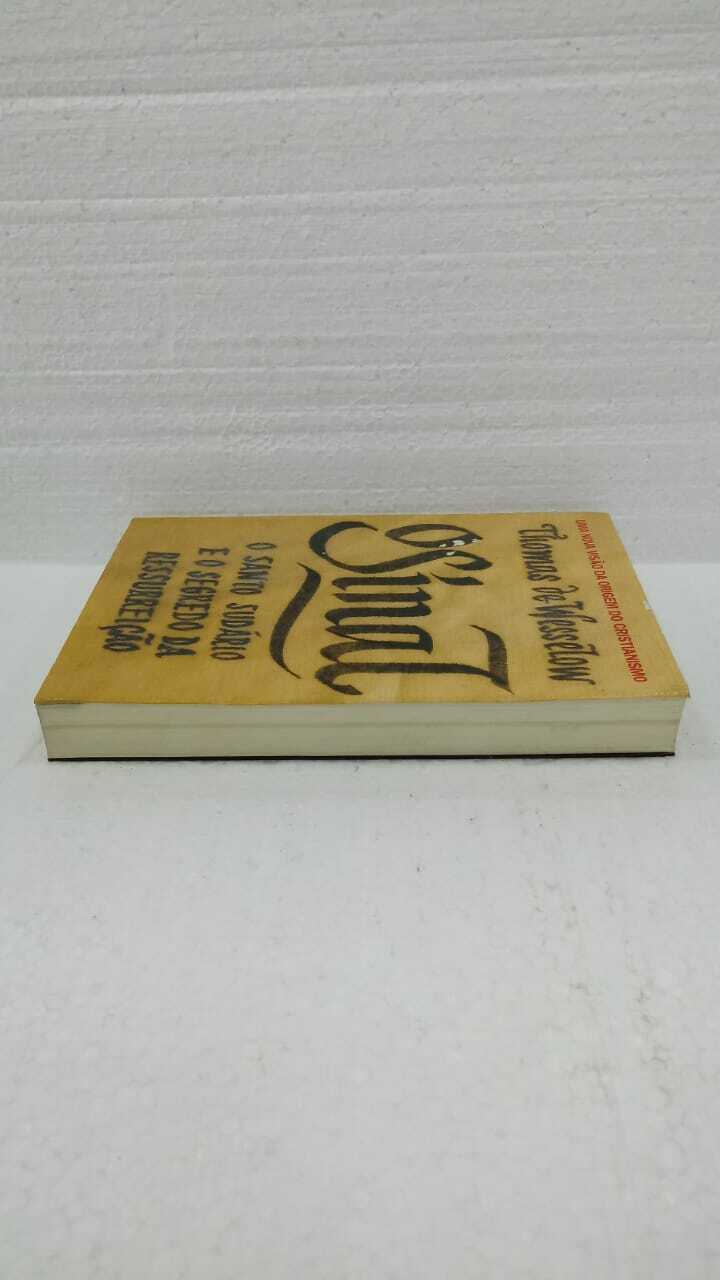 UMA NOVA VISÃO DA ORIGEM DO CRISTIANISMO
Thomas de Wesselow
O Sinal
O SANTO SUDÁRIO
E O SEGREDO DA
RESSURREIÇÃO